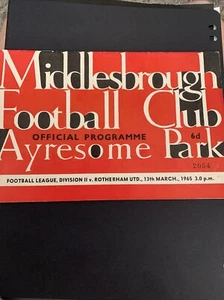 Middlesbrough
Football Club
OFFICIAL PROGRAMME 6d
Ayresome Park
2064
FOOTBALL LEAGUE, DIVISION II v. ROTHERHAM UTD., 13th MARCH, 1965 3.0 p.m.